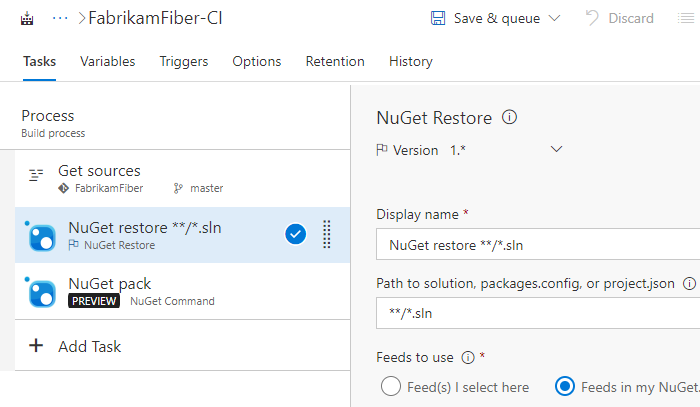 ··· > FabrikamFiber-CI
Save & queue
Discard
Tasks
Variables
Triggers
Options
Retention
History
Process
Build process
Get sources
FabrikamFiber
master
NuGet restore **/*.sln
NuGet Restore
NuGet pack
PREVIEW NuGet Command
+ Add Task
NuGet Restore
Version 1.*
Display name *
NuGet restore **/*.sln
Path to solution, packages.config, or project.json
**/*.sln
Feeds to use *
Feed(s) I select here
Feeds in my NuGet.